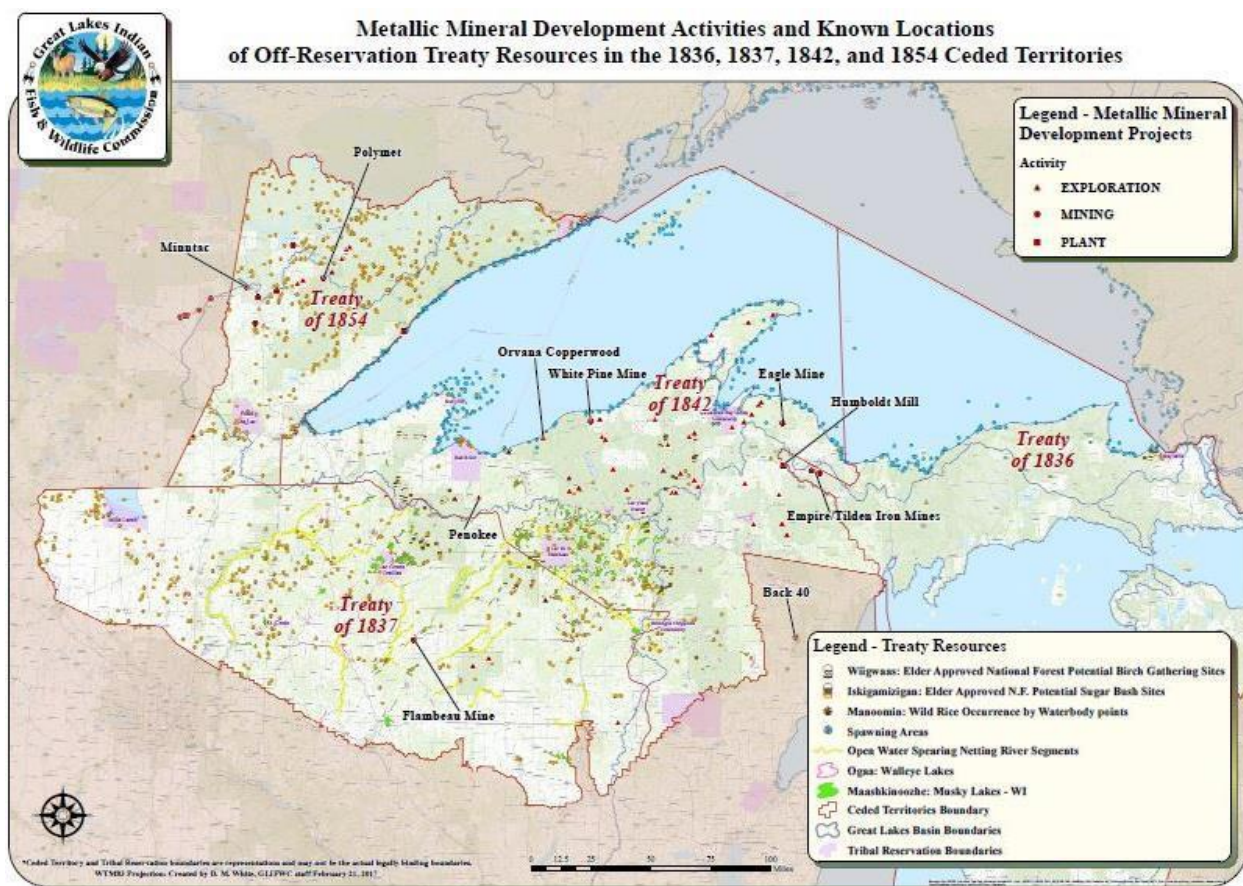 Metallic Mineral Development Activities and Known Locations
of Off-Reservation Treaty Resources in the 1836, 1837, 1842, and 1854 Ceded Territories
Great Lakes Indian
Fish & Wildlife Commission
Legend - Metallic Mineral
Development Projects
Activity
EXPLORATION
MINING
PLANT
Polymet
Minntac
Treaty
of 1854
Orvana Copperwood
White Pine Mine
Treaty
of 1842
Eagle Mine
Humboldt Mill
Treaty
of 1836
Empire/Tilden Iron Mines
Penokee
Back 40
Treaty
of 1837
Flambeau Mine
Legend - Treaty Resources
Wiigwaas: Elder Approved National Forest Potential Birch Gathering Sites
Iskigamizigan: Elder Approved N.F. Potential Sugar Bush Sites
Manoomin: Wild Rice Occurrence by Waterbody points
Spawning Areas
Open Water Spearing Netting River Segments
Ogaa: Walleye Lakes
Maashkinoozhe: Musky Lakes - WI
Ceded Territories Boundary
Great Lakes Basin Boundaries
Tribal Reservation Boundaries
*Ceded Territory and Tribal Reservation boundaries are representations and may not be the actual legally binding boundaries.
Projection: Created by D. M. White, GLIFWC staff February 21, 2017
0 12.5 25 50 75 100
Miles